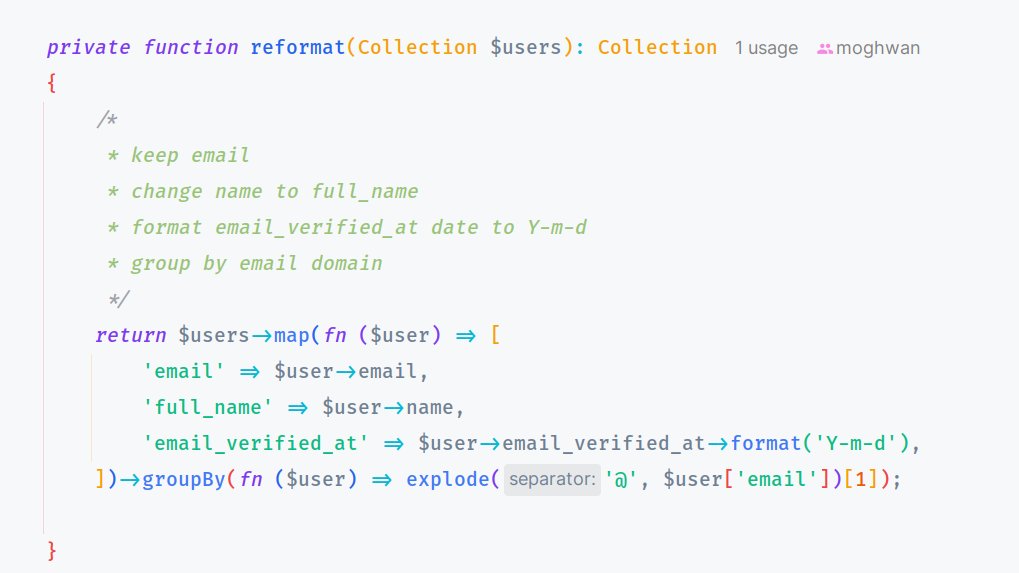 private function reformat(Collection $users): Collection 1 usage moghwan
{
/*
* keep email
* change name to full_name
* format email_verified_at date to Y-m-d
* group by email domain
*/
return $users->map(fn ($user) => [
'email' => $user->email,
'full_name' => $user->name,
'email_verified_at' => $user->email_verified_at->format('Y-m-d'),
])->groupBy(fn ($user) => explode( separator: '@', $user['email'])[1]);
}